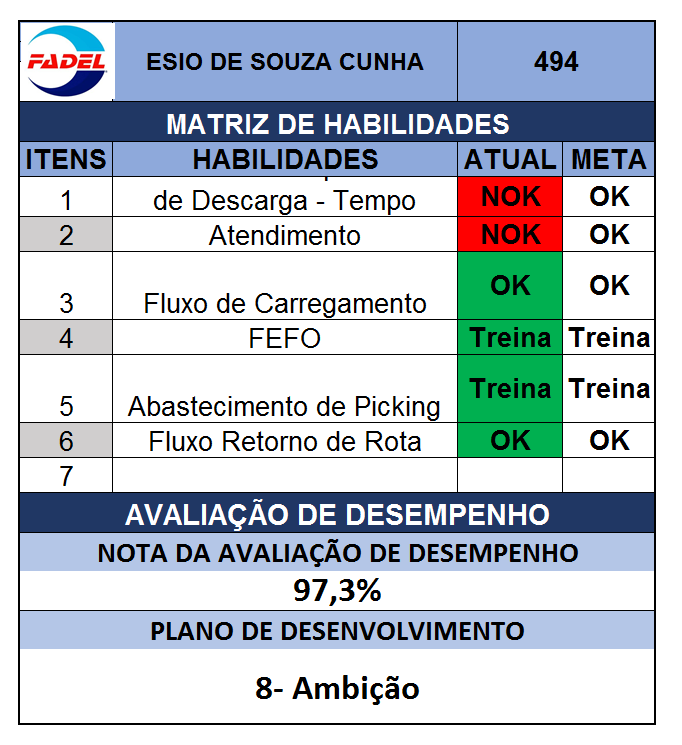 FADEL
ESIO DE SOUZA CUNHA 494
MATRIZ DE HABILIDADES
ITENS HABILIDADES ATUAL META
1 de Descarga - Tempo NOK OK
2 Atendimento NOK OK
3 Fluxo de Carregamento OK OK
4 FEFO Treina Treina
5 Abastecimento de Picking Treina Treina
6 Fluxo Retorno de Rota OK OK
7
AVALIAÇÃO DE DESEMPENHO
NOTA DA AVALIAÇÃO DE DESEMPENHO
97,3%
PLANO DE DESENVOLVIMENTO
8- Ambição